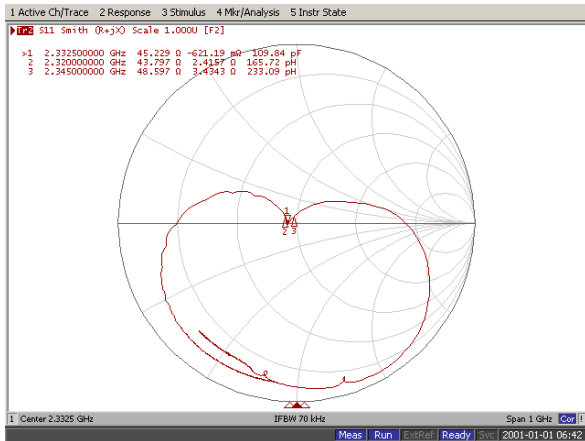 1 Active Ch/Trace 2 Response 3 Stimulus 4 Mkr/Analysis 5 Instr State
Tr2 S11 Smith (R+jX) Scale 1.000U [F2]
>1 2.332500000 GHz 45.229 Ω -621.19 mΩ 109.84 pF
2 2.320000000 GHz 43.797 Ω 2.4157 Ω 165.72 pH
3 2.345000000 GHz 48.597 Ω 3.4343 Ω 233.09 pH
1
2 3
1 Center 2.3325 GHz IFBW 70 kHz Span 1 GHz Cor !
Meas Run ExtRef Ready Svc 2001-01-01 06:42